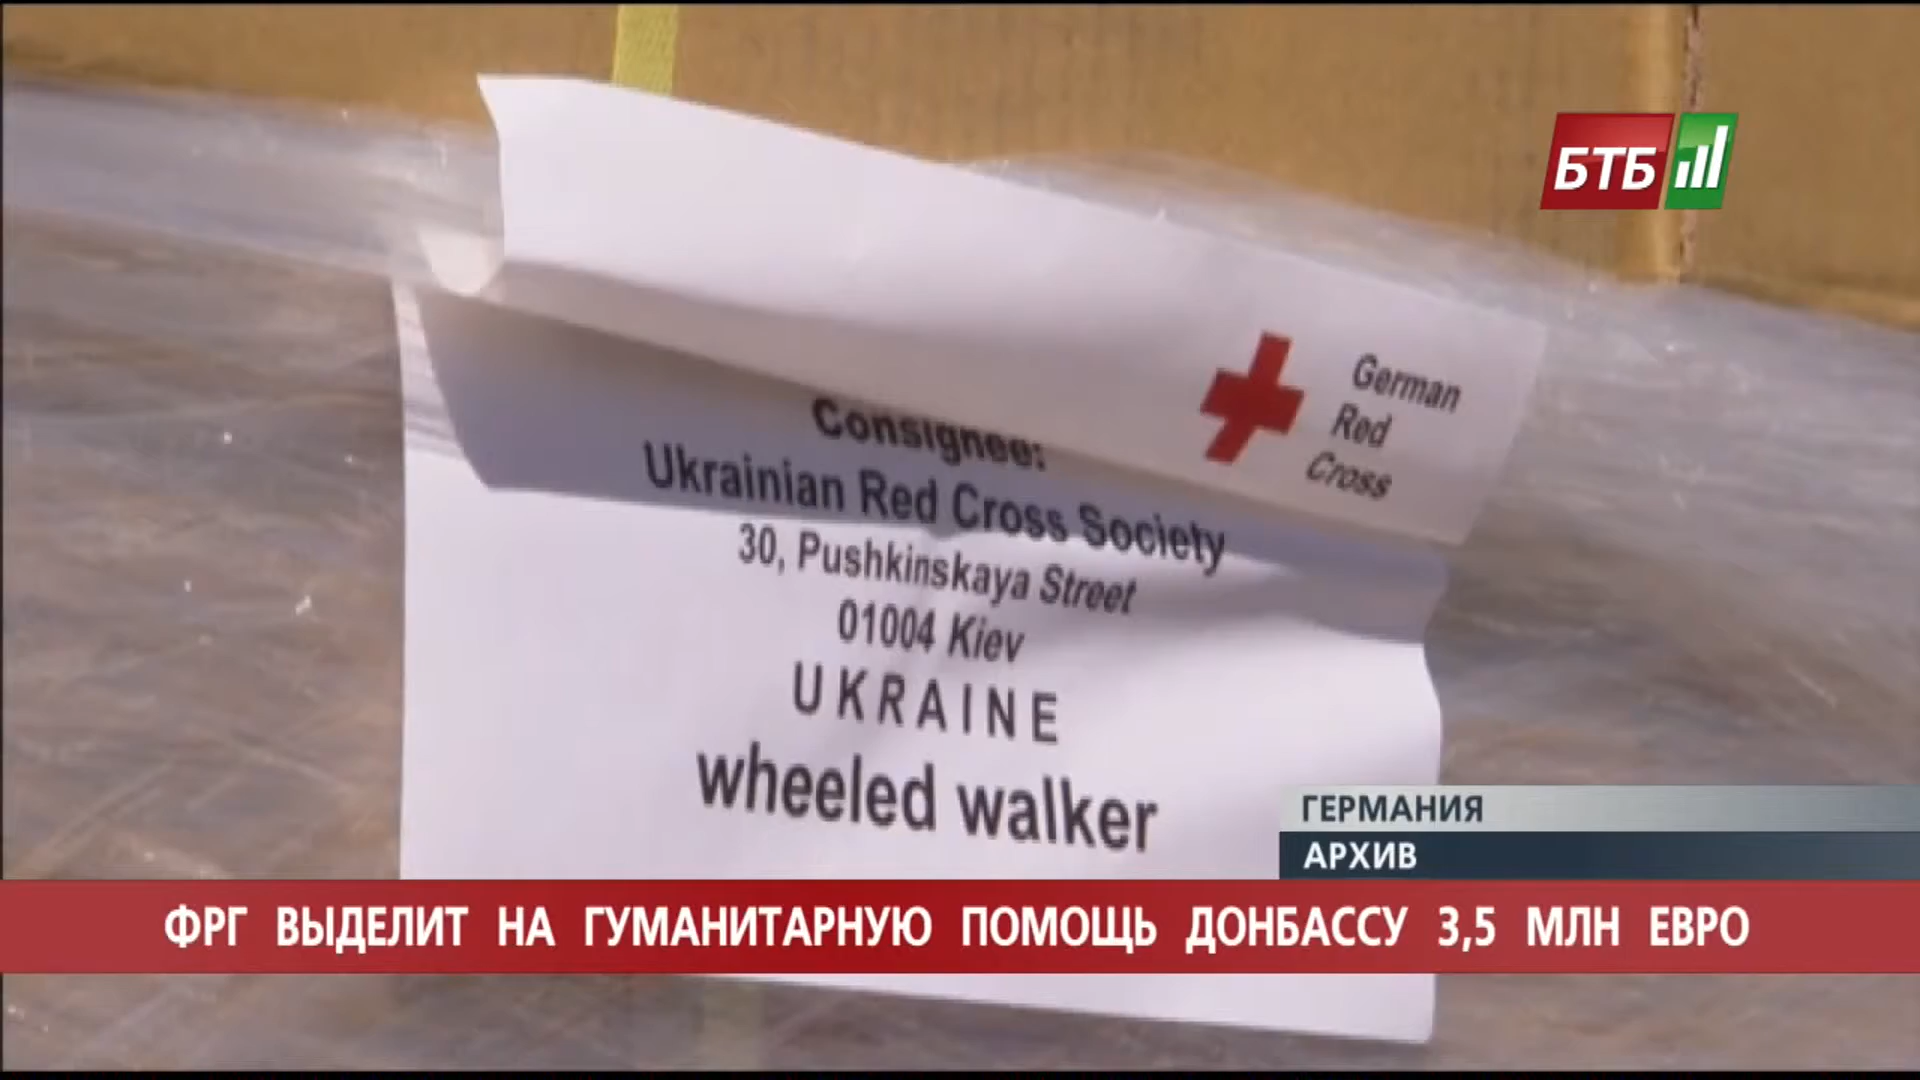 БТБ
German
Red
Cross
Consignee:
Ukrainian Red Cross Society
30, Pushkinskaya Street
01004 Kiev
UKRAINE
wheeled walker
ГЕРМАНИЯ
АРХИВ
ФРГ ВЫДЕЛИТ НА ГУМАНИТАРНУЮ ПОМОЩЬ ДОНБАССУ 3,5 МЛН ЕВРО